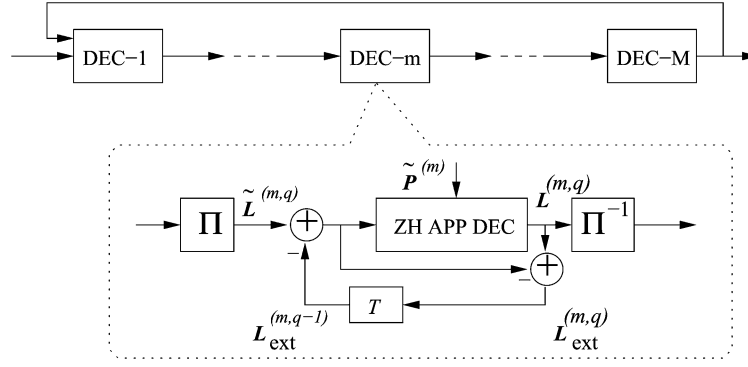 DEC−1 DEC−m DEC−M
P̃^(m)
Π L̃^(m,q) + ZH APP DEC L^(m,q) Π^−1
− +
−
T
L_ext^(m,q−1) L_ext^(m,q)